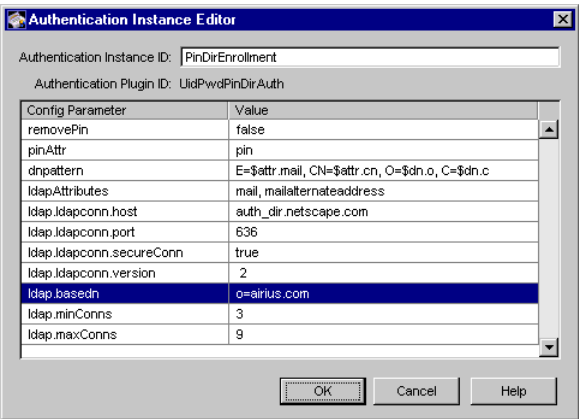 Authentication Instance Editor
Authentication Instance ID: PinDirEnrollment
Authentication Plugin ID: UidPwdPinDirAuth
Config Parameter Value
removePin false
pinAttr pin
dnpattern E=$attr.mail, CN=$attr.cn, O=$dn.o, C=$dn.c
ldapAttributes mail, mailalternateaddress
ldap.ldapconn.host auth_dir.netscape.com
ldap.ldapconn.port 636
ldap.ldapconn.secureConn true
ldap.ldapconn.version 2
ldap.basedn o=airius.com
ldap.minConns 3
ldap.maxConns 9
OK Cancel Help